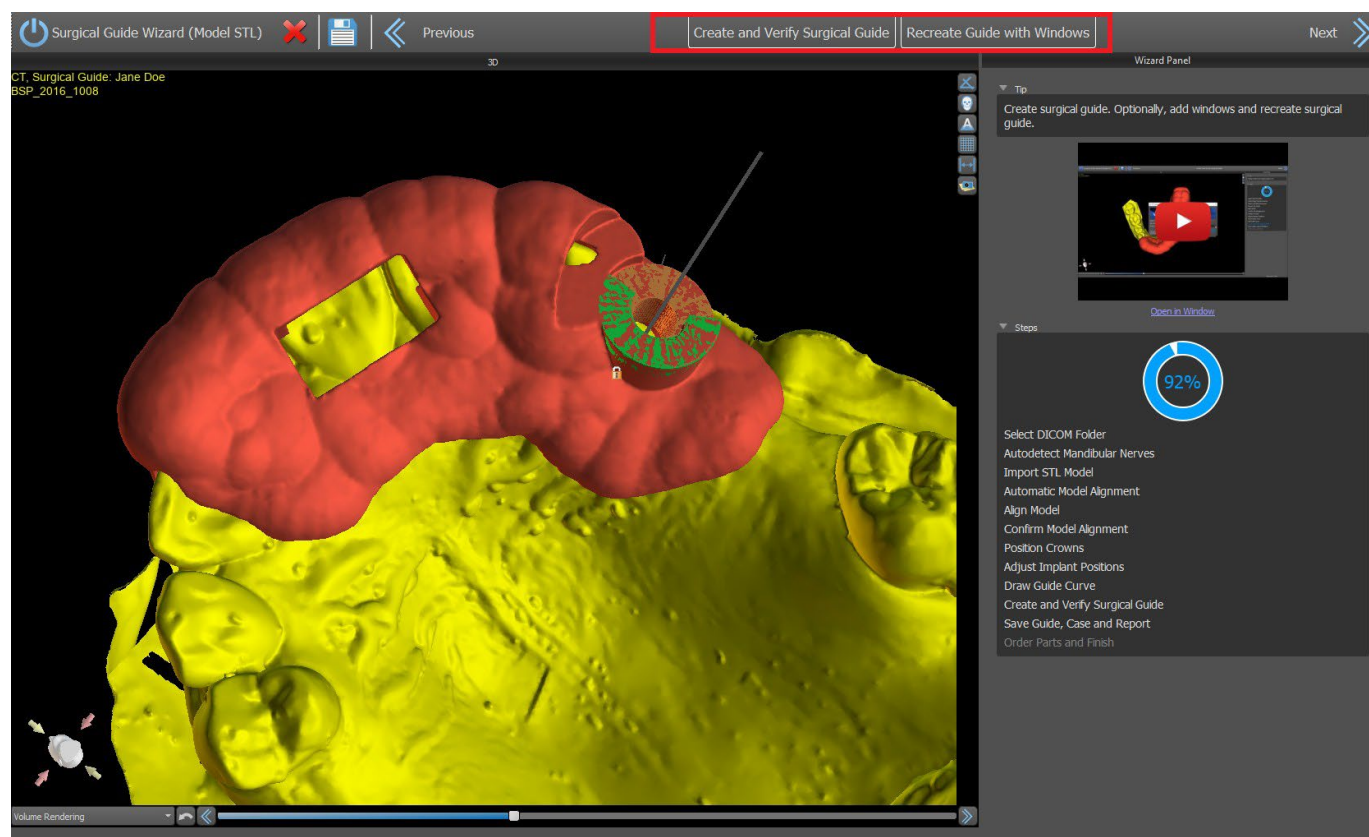 Surgical Guide Wizard (Model STL)
Previous
Create and Verify Surgical Guide
Recreate Guide with Windows
Next
3D
Wizard Panel
CT, Surgical Guide: Jane Doe
BSP_2016_1008
Tip
Create surgical guide. Optionally, add windows and recreate surgical
guide.
Open in Window
Steps
92%
Select DICOM Folder
Autodetect Mandibular Nerves
Import STL Model
Automatic Model Alignment
Align Model
Confirm Model Alignment
Position Crowns
Adjust Implant Positions
Draw Guide Curve
Create and Verify Surgical Guide
Save Guide, Case and Report
Order Parts and Finish
Volume Rendering